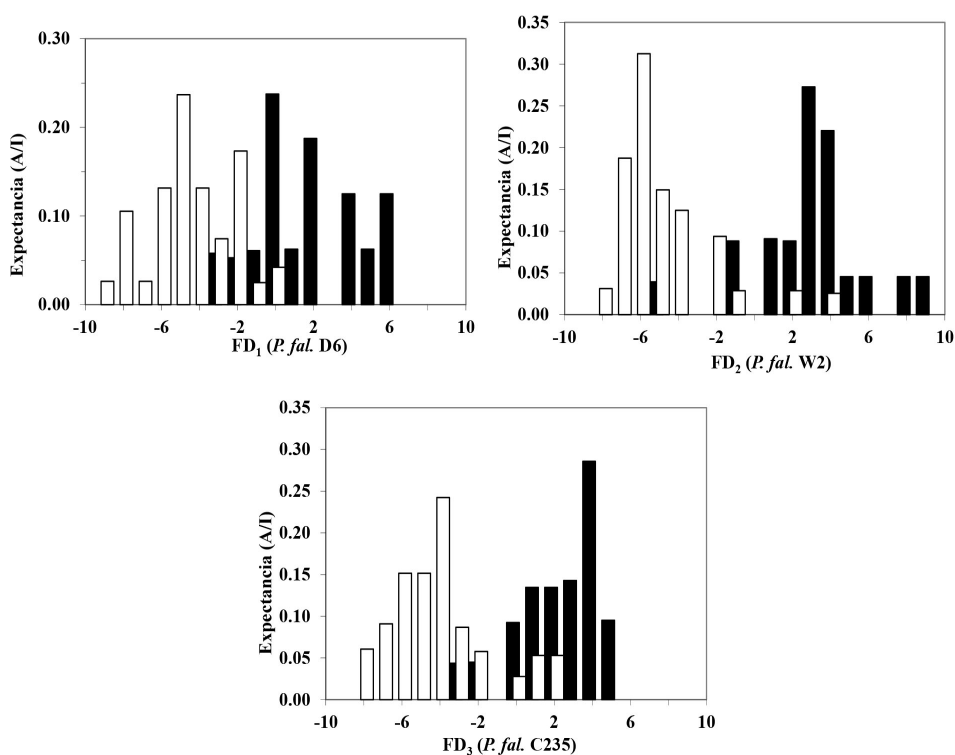 0.30
0.20
0.10
0.00
Expectancia (A/I)
-10 -6 -2 2 6 10
FD₁ (P. fal. D6)
0.35
0.30
0.25
0.20
0.15
0.10
0.05
0.00
Expectancia (A/I)
-10 -6 -2 2 6 10
FD₂ (P. fal. W2)
0.35
0.30
0.25
0.20
0.15
0.10
0.05
0.00
Expectancia (A/I)
-10 -6 -2 2 6 10
FD₃ (P. fal. C235)